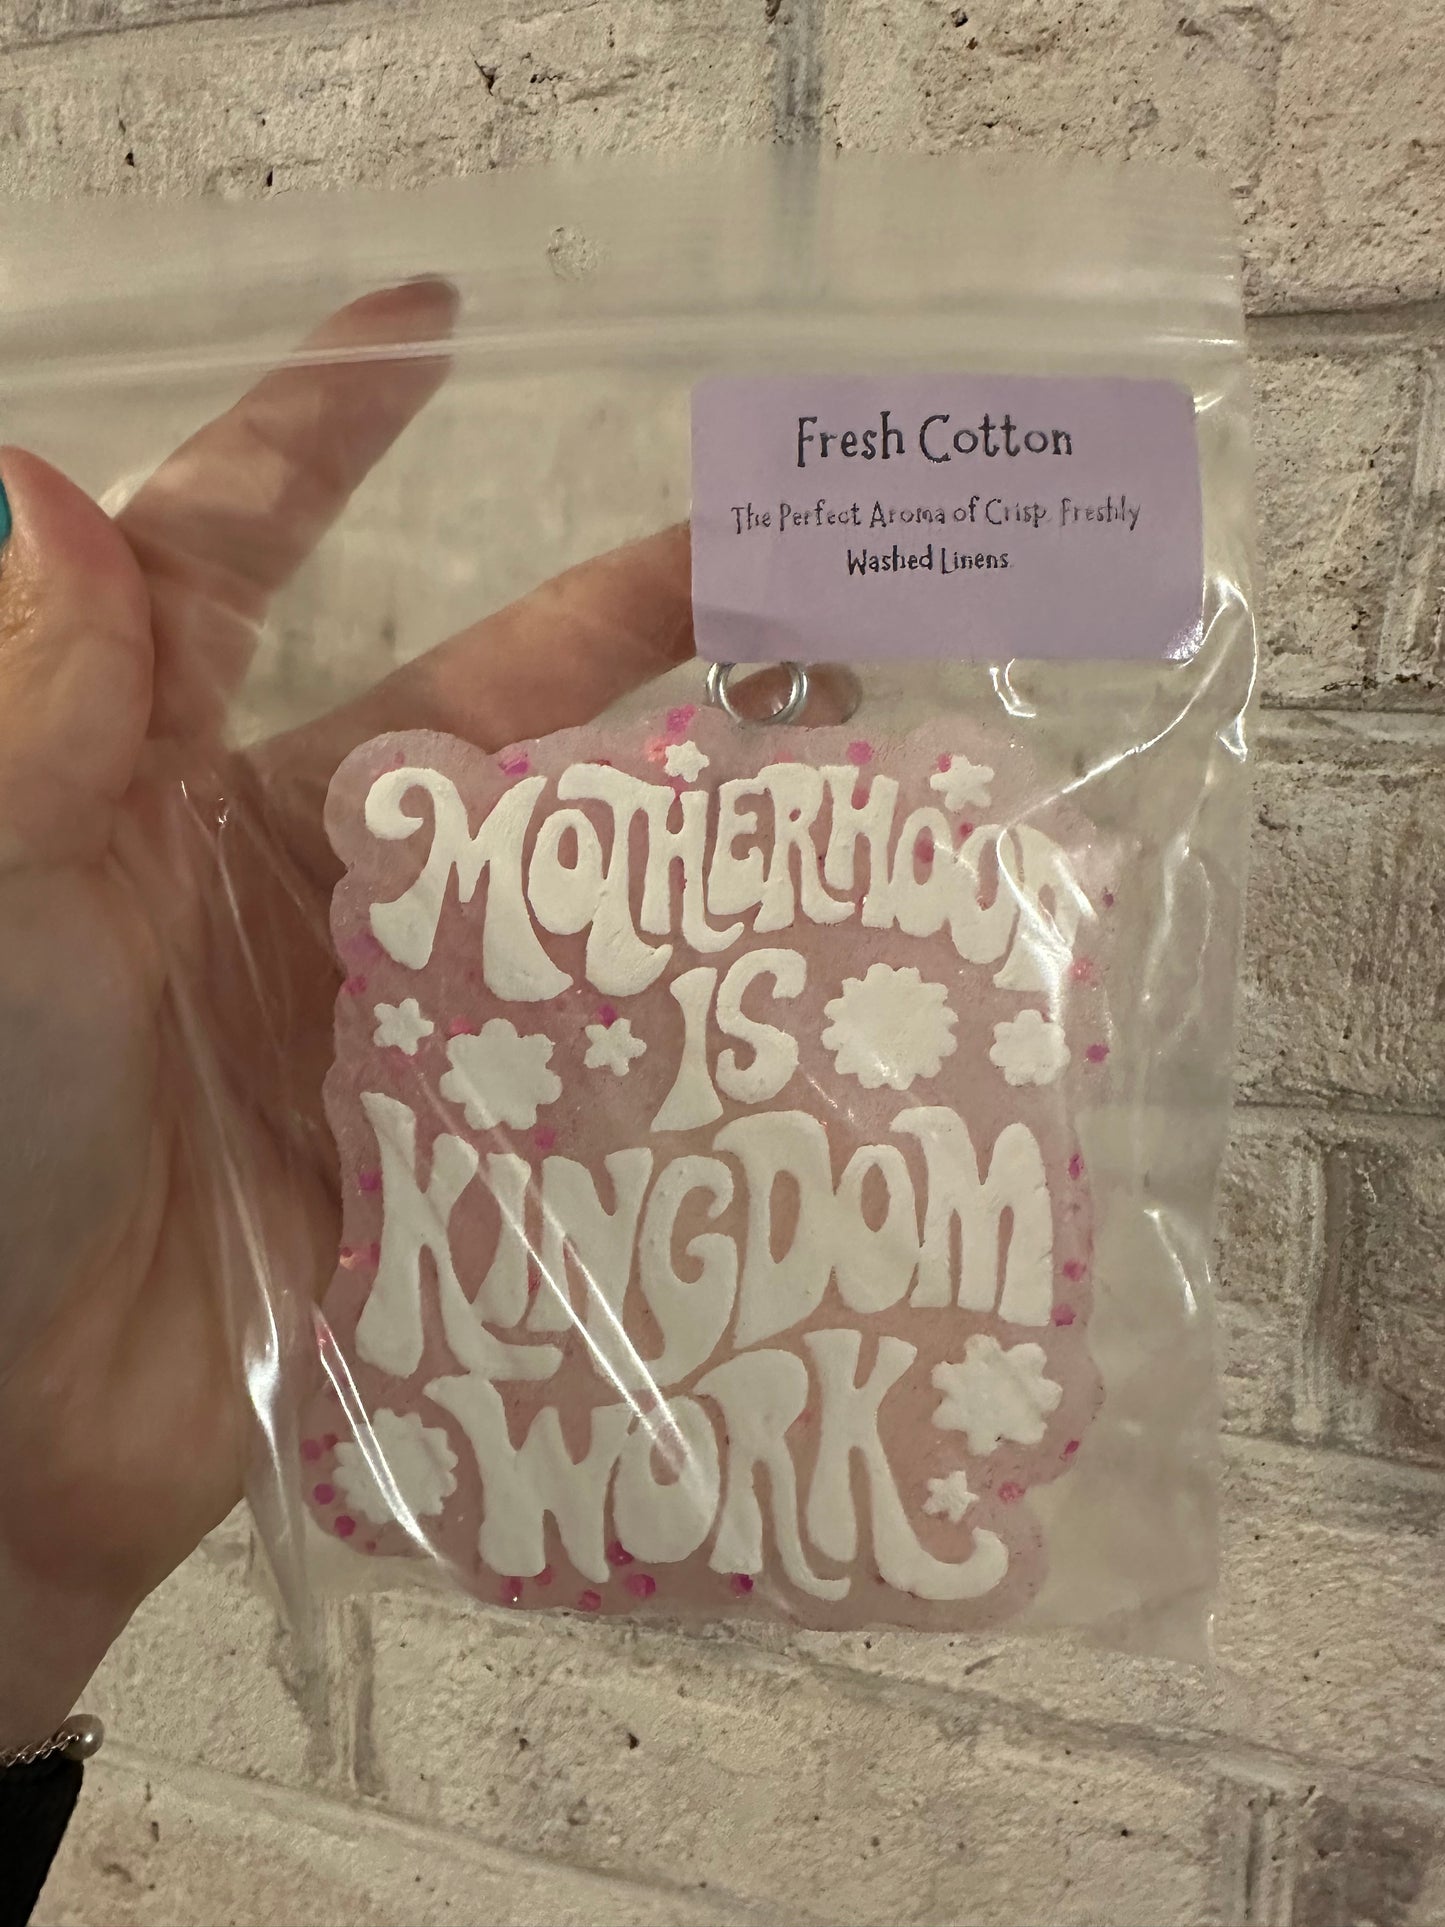 Fresh Cotton
The Perfect Aroma of Crisp, Freshly
Washed Linens
MOTHERHOOD
IS
KINGDOM
WORK